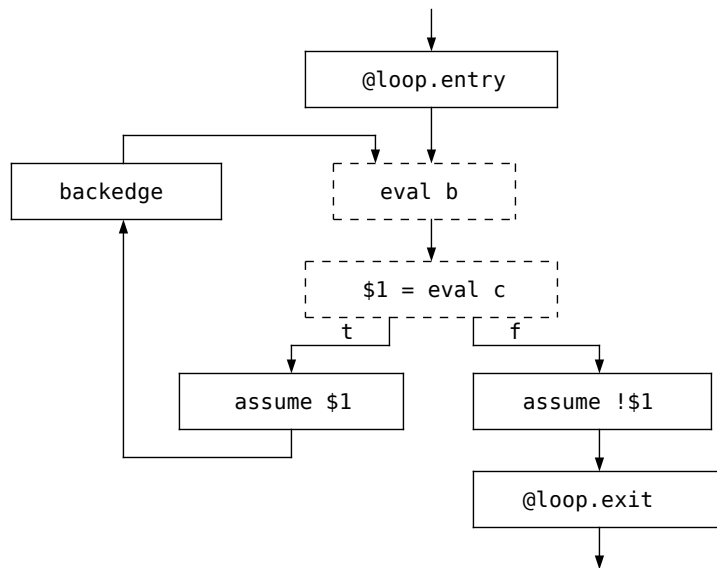 @loop.entry
backedge
eval b
$1 = eval c
t
f
assume $1
assume !$1
@loop.exit